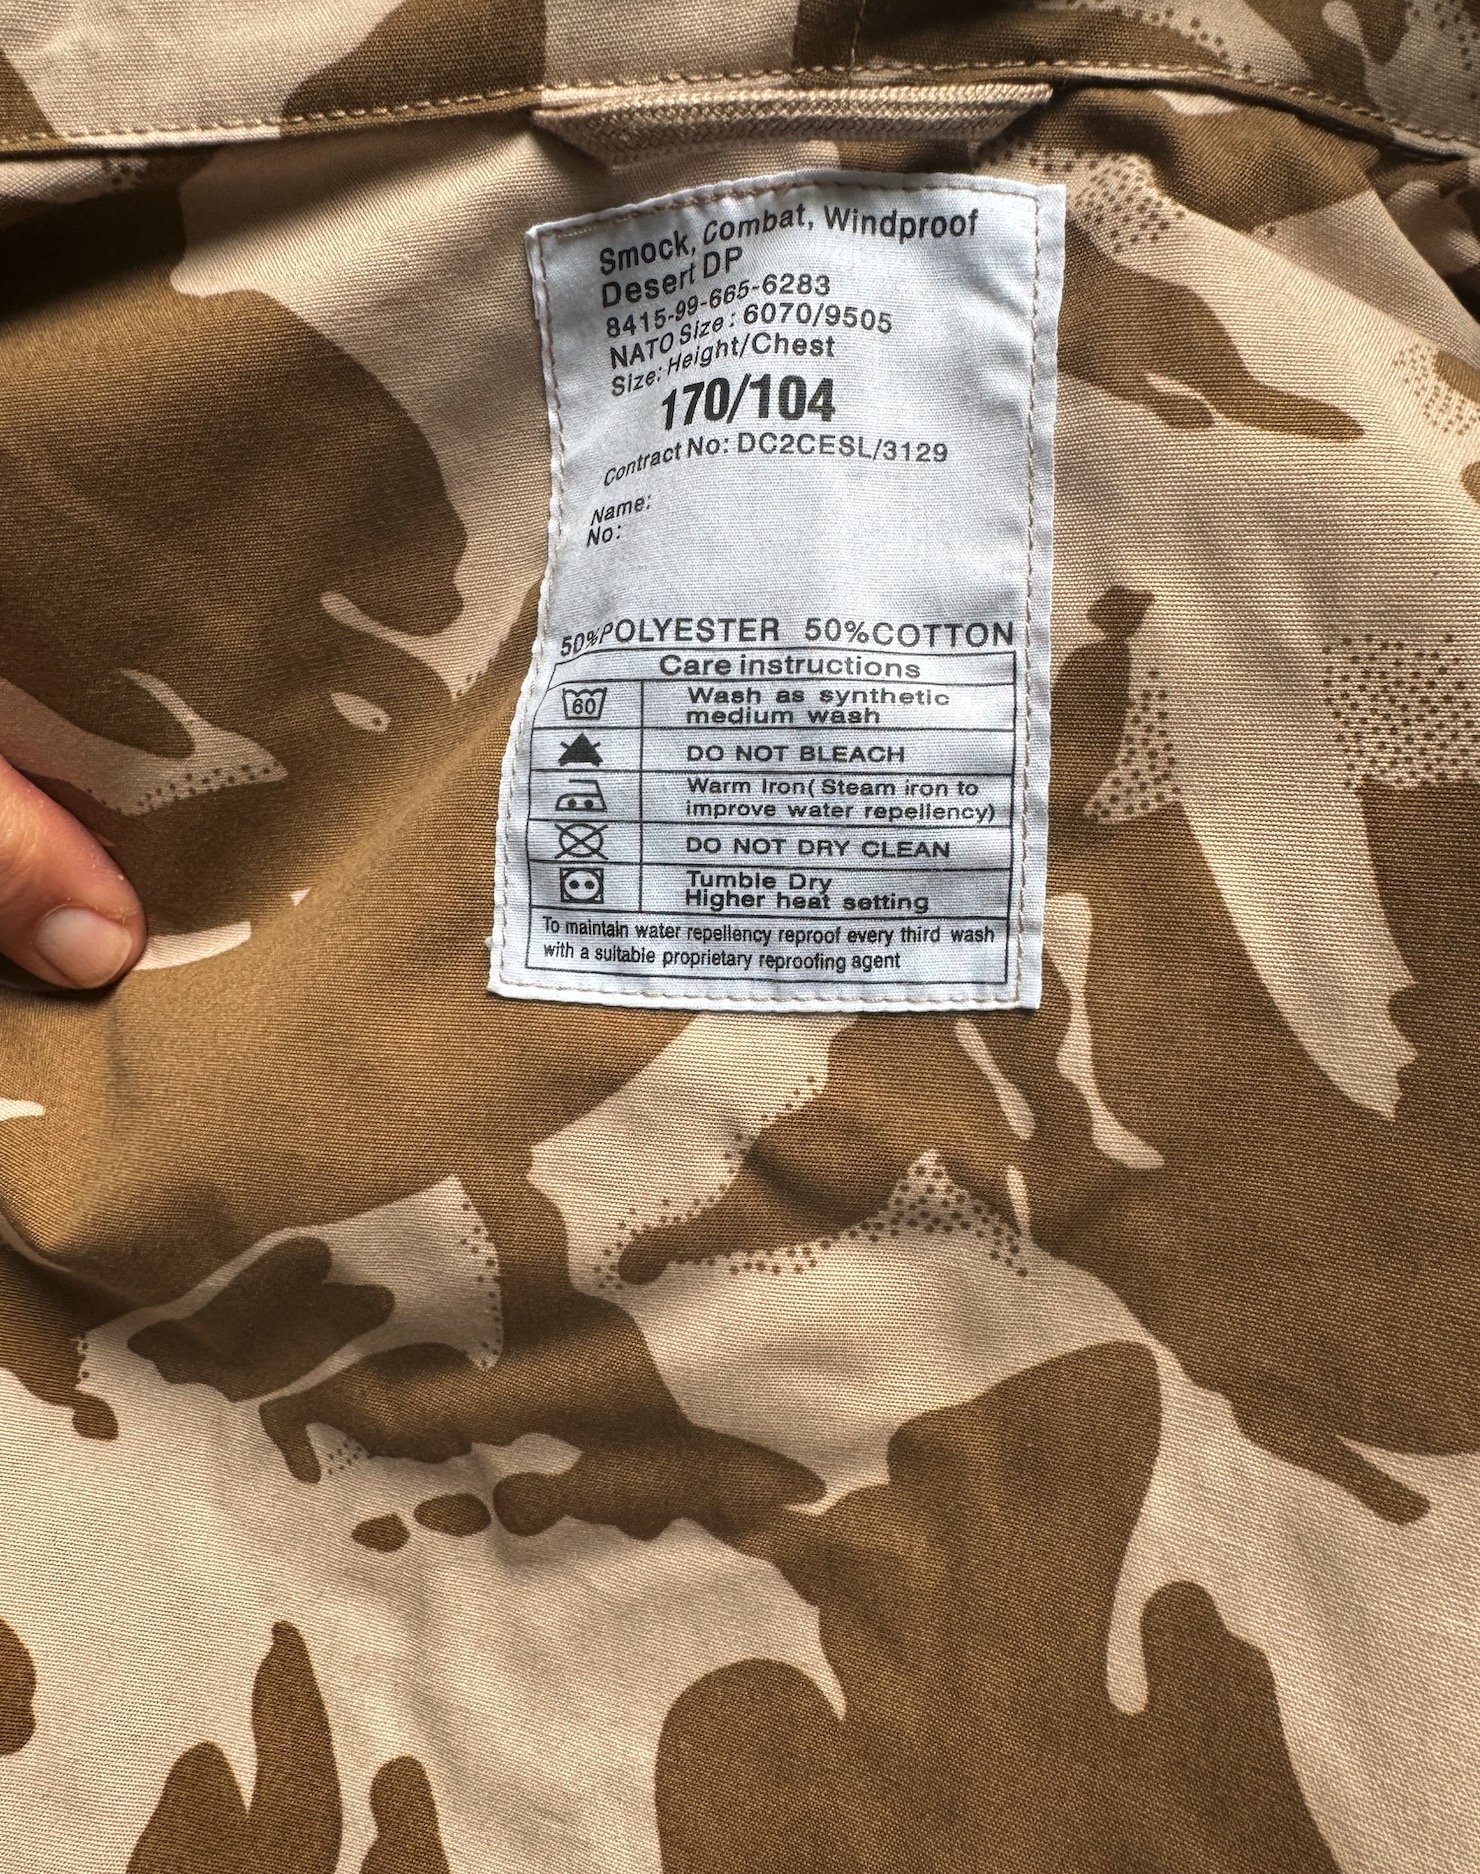 Smock, Combat, Windproof
Desert DP
8415-99-665-6283
NATO Size: 6070/9505
Size: Height/Chest
170/104
Contract No: DC2CESL/3129
Name:
No:
50%POLYESTER 50%COTTON
Care instructions
60
Wash as synthetic
medium wash
DO NOT BLEACH
Warm Iron( Steam iron to
improve water repellency)
DO NOT DRY CLEAN
Tumble Dry
Higher heat setting
To maintain water repellency reproof every third wash
with a suitable proprietary reproofing agent